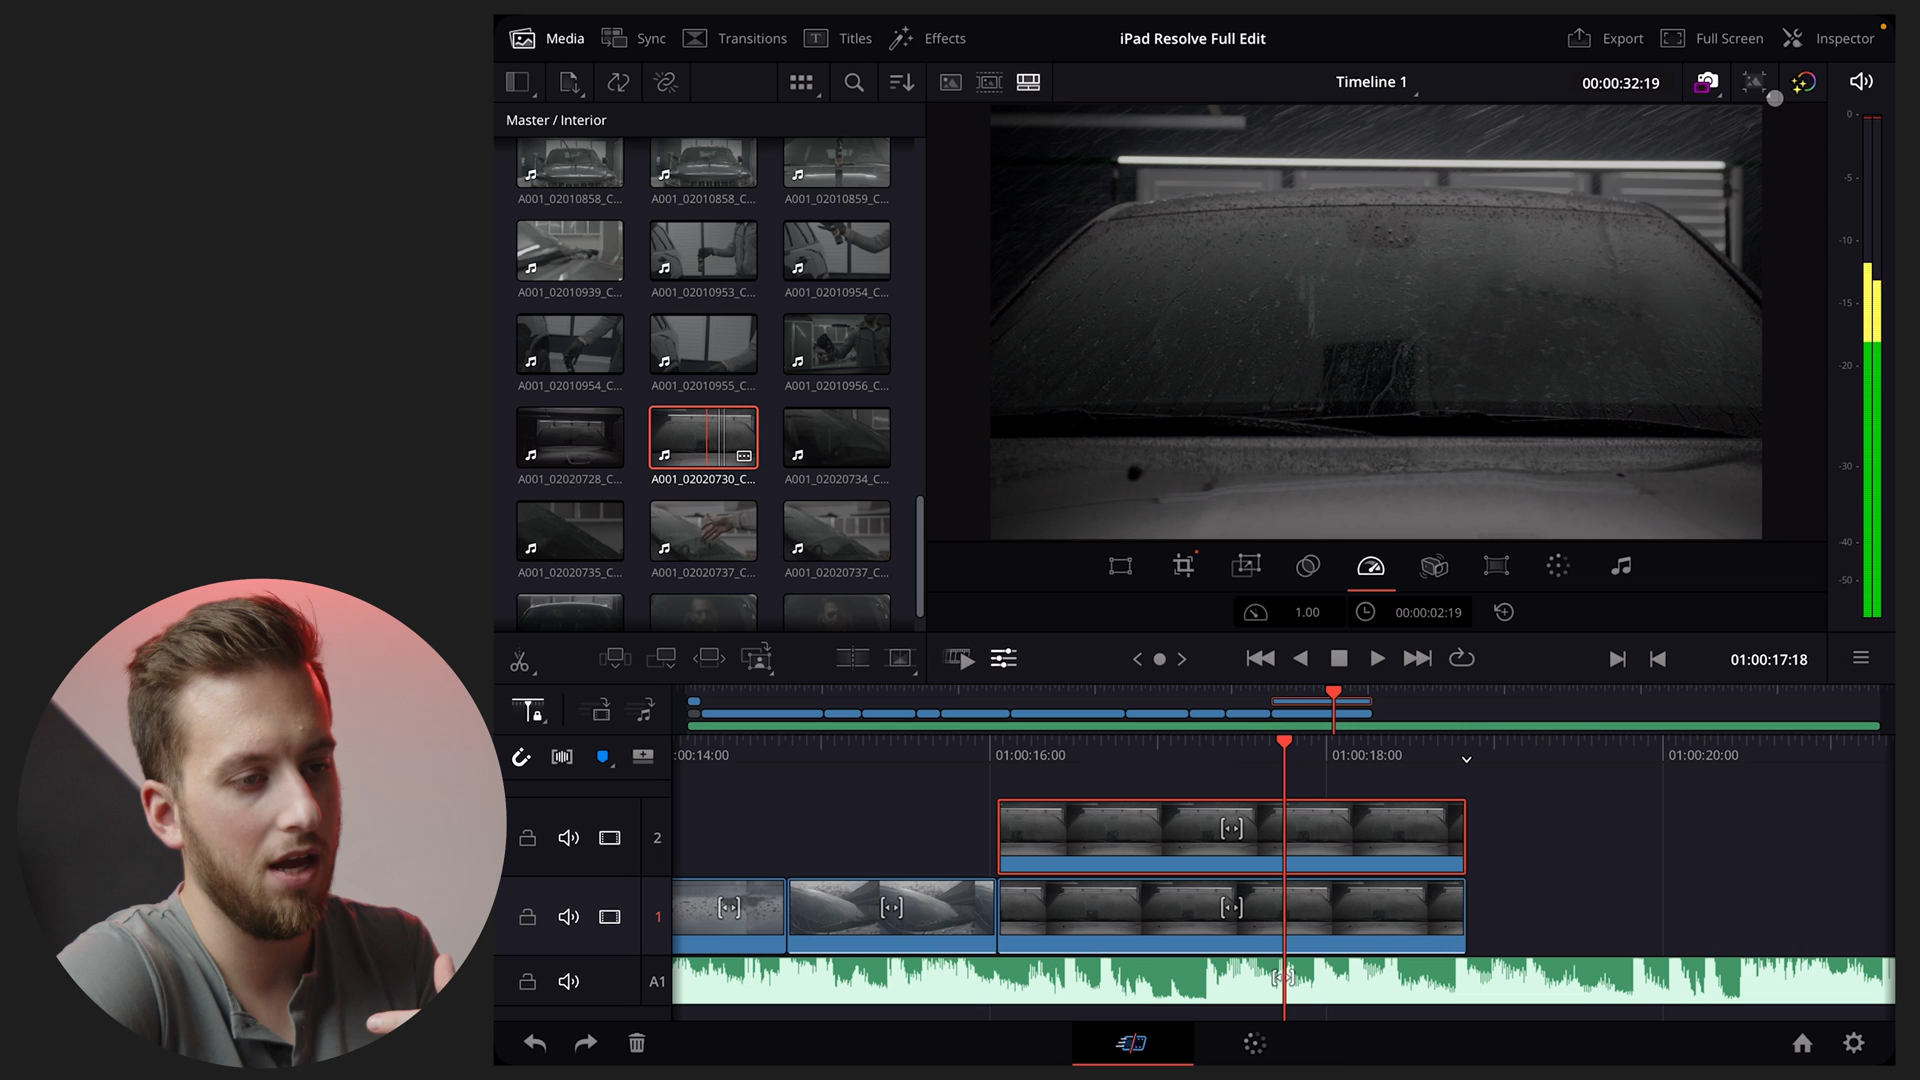 Media Sync Transitions Titles Effects iPad Resolve Full Edit Export Full Screen Inspector
Timeline 1 00:00:32:19
Master / Interior
A001_02010858_C... A001_02010858_C... A001_02010859_C...
A001_02010939_C... A001_02010953_C... A001_02010954_C...
A001_02010954_C... A001_02010955_C... A001_02010956_C...
A001_02020728_C... A001_02020730_C... A001_02020734_C...
A001_02020735_C... A001_02020737_C... A001_02020737_C...
0
-5
-10
-15
-20
-30
-40
-50
1.00 00:00:02:19
01:00:17:18
:00:14:00 01:00:16:00 01:00:18:00 01:00:20:00
2
1
A1